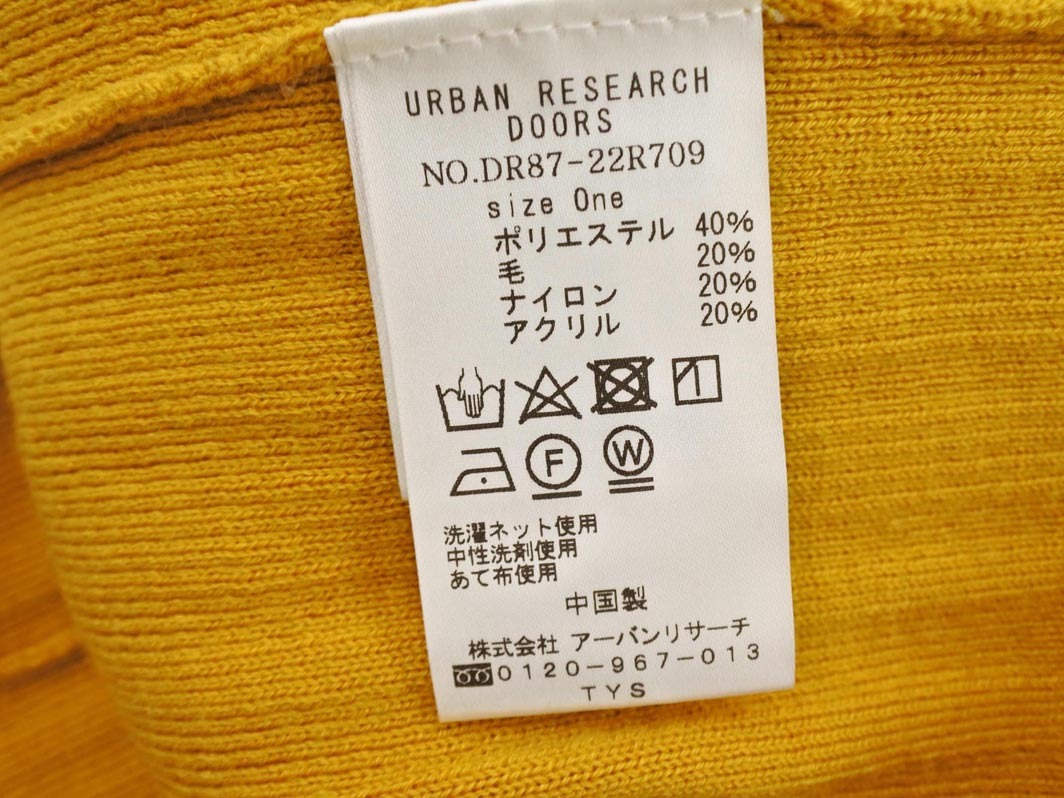 URBAN RESEARCH
DOORS
NO.DR87-22R709
size One
ポリエステル 40%
毛 20%
ナイロン 20%
アクリル 20%
F W
洗濯ネット使用
中性洗剤使用
あて布使用
中国製
株式会社 アーバンリサーチ
0120-967-013
TYS